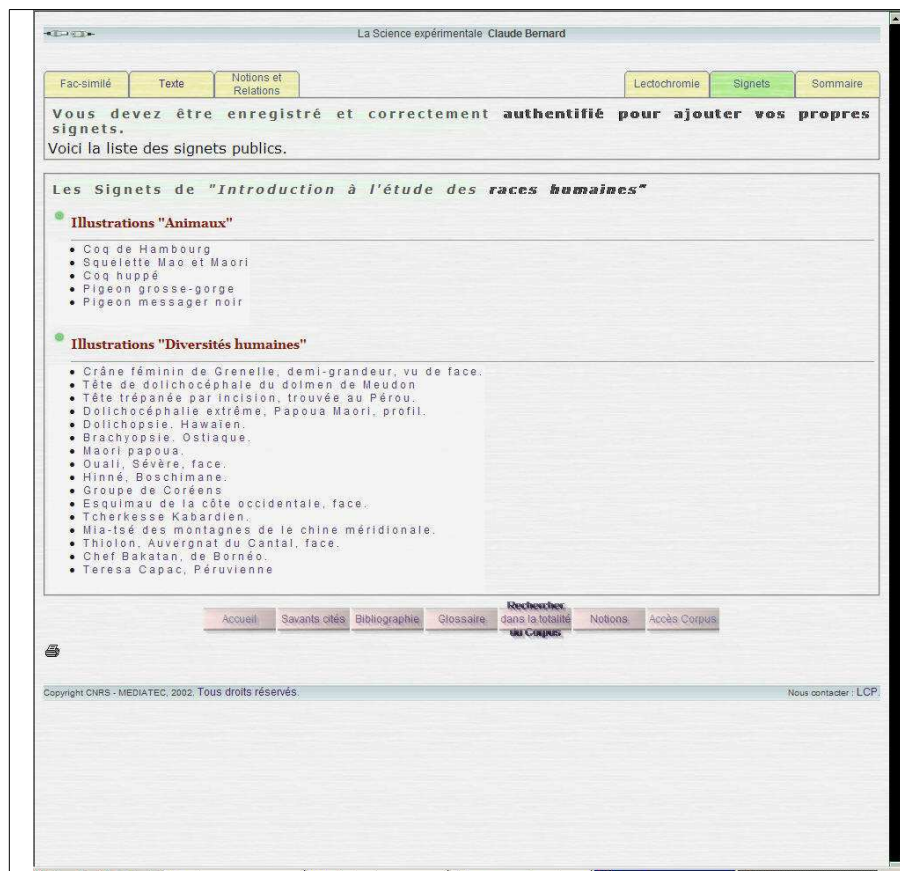 La Science expérimentale Claude Bernard
Fac-similé
Texte
Notions et
Relations
Lectochromie
Signets
Sommaire
Vous devez être enregistré et correctement authentifié pour ajouter vos propres
signets.
Voici la liste des signets publics.
Les Signets de "Introduction à l'étude des races humaines"
Illustrations "Animaux"
Coq de Hambourg
Squelette Mao et Maori
Coq huppé
Pigeon grosse-gorge
Pigeon messager noir
Illustrations "Diversités humaines"
Crâne féminin de Grenelle, demi-grandeur, vu de face.
Tête de dolichocéphale du dolmen de Meudon
Tête trépanée par incision, trouvée au Pérou.
Dolichocéphalie extrême, Papoua Maori, profil.
Dolichopsie. Hawaïen.
Brachyopsie. Ostiaque.
Maori papoua.
Ouali, Sévère, face.
Hinné, Boschimane.
Groupe de Coréens
Esquimau de la côte occidentale, face.
Tcherkesse Kabardien.
Mia-tsé des montagnes de le chine méridionale.
Thiolon. Auvergnat du Cantal, face.
Chef Bakatan, de Bornéo.
Teresa Capac, Péruvienne
Accueil
Savants cités
Bibliographie
Glossaire
Rechercher
dans la totalité
du Corpus
Notions
Accès Corpus
Copyright CNRS - MEDIATEC, 2002. Tous droits réservés.
Nous contacter : LCP.